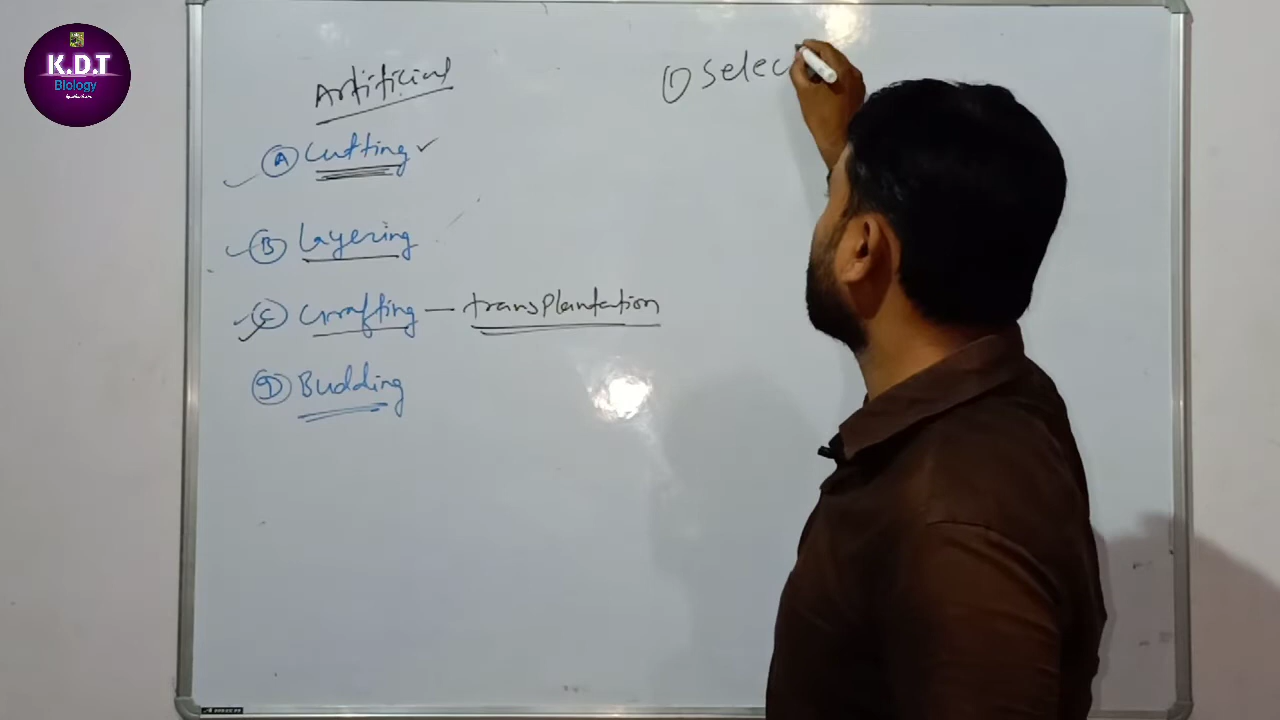 K.D.T
Biology
Artificial
A Cutting ✓
B Layering
C Grafting — transplantation
D Budding
① Selec